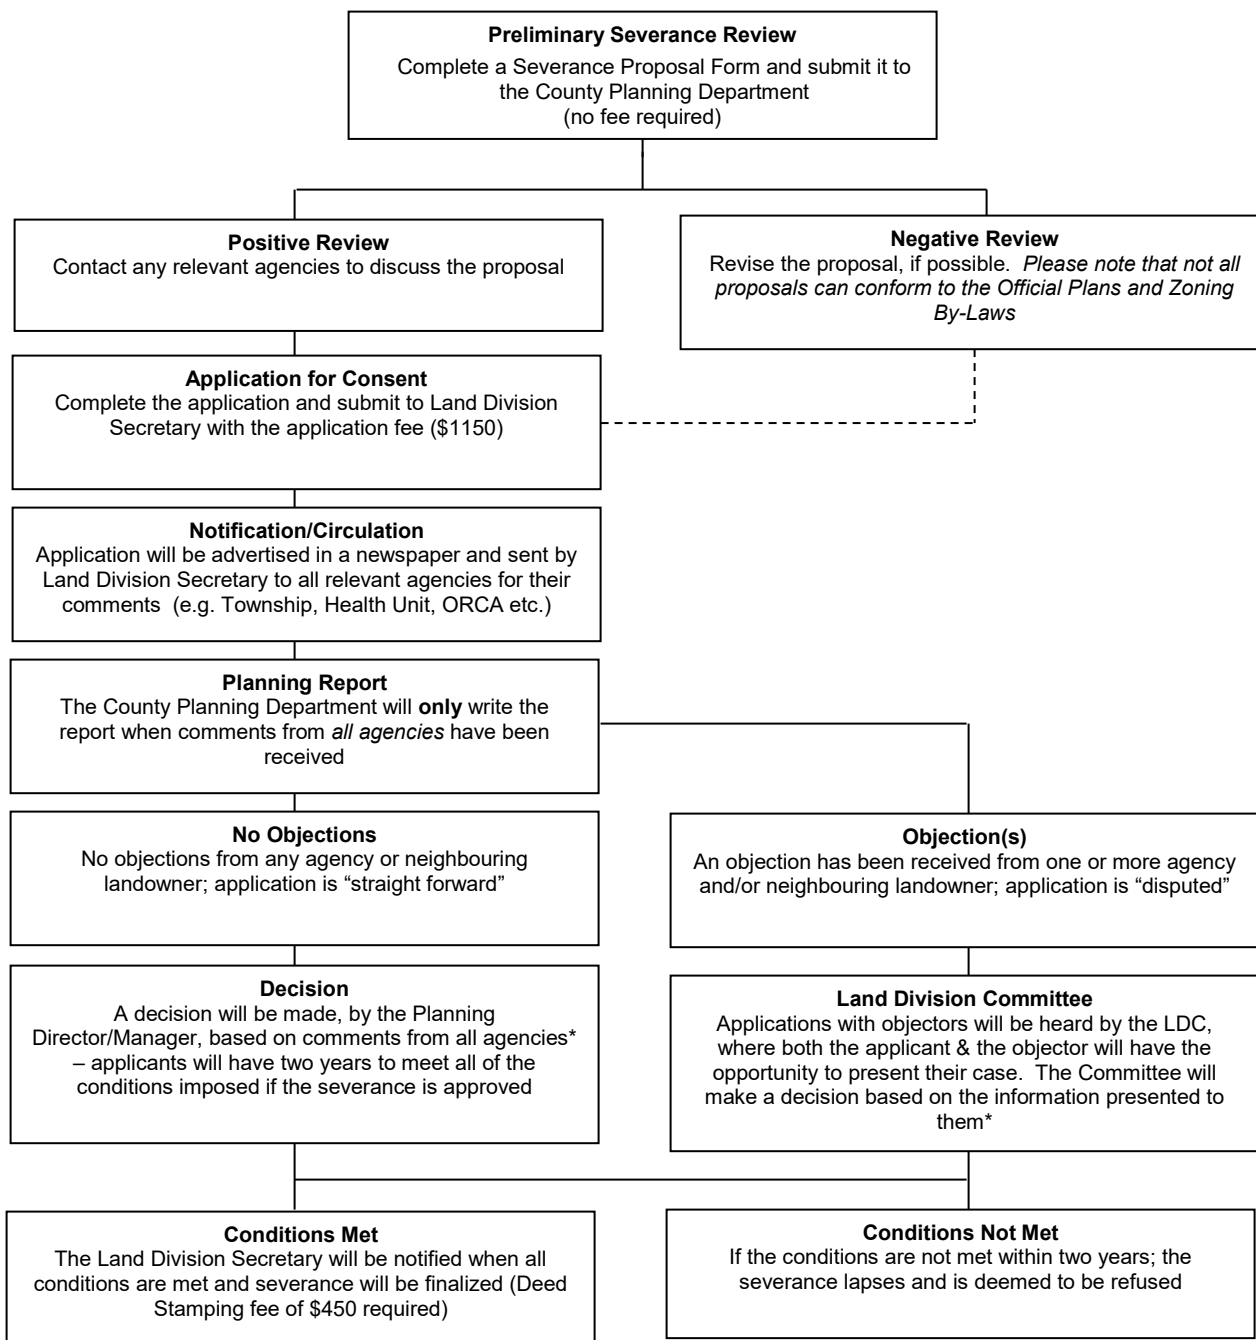 Preliminary Severance Review
Complete a Severance Proposal Form and submit it to
the County Planning Department
(no fee required)
Positive Review
Contact any relevant agencies to discuss the proposal
Negative Review
Revise the proposal, if possible.  Please note that not all
proposals can conform to the Official Plans and Zoning
By-Laws
Application for Consent
Complete the application and submit to Land Division
Secretary with the application fee ($1150)
Notification/Circulation
Application will be advertised in a newspaper and sent by
Land Division Secretary to all relevant agencies for their
comments  (e.g. Township, Health Unit, ORCA etc.)
Planning Report
The County Planning Department will only write the
report when comments from all agencies have been
received
No Objections
No objections from any agency or neighbouring
landowner; application is “straight forward”
Objection(s)
An objection has been received from one or more agency
and/or neighbouring landowner; application is “disputed”
Decision
A decision will be made, by the Planning
Director/Manager, based on comments from all agencies*
– applicants will have two years to meet all of the
conditions imposed if the severance is approved
Land Division Committee
Applications with objectors will be heard by the LDC,
where both the applicant & the objector will have the
opportunity to present their case.  The Committee will
make a decision based on the information presented to
them*
Conditions Met
The Land Division Secretary will be notified when all
conditions are met and severance will be finalized (Deed
Stamping fee of $450 required)
Conditions Not Met
If the conditions are not met within two years; the
severance lapses and is deemed to be refused